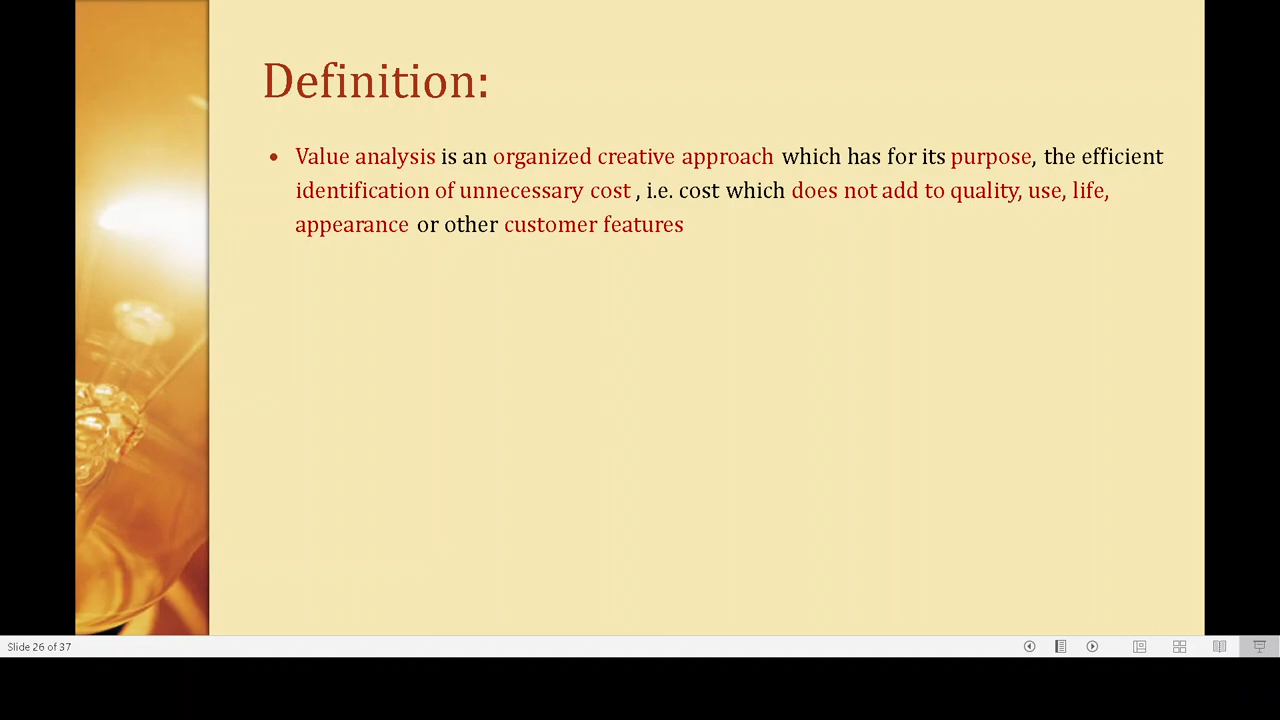 Definition:
• Value analysis is an organized creative approach which has for its purpose, the efficient
identification of unnecessary cost , i.e. cost which does not add to quality, use, life,
appearance or other customer features
Slide 26 of 37